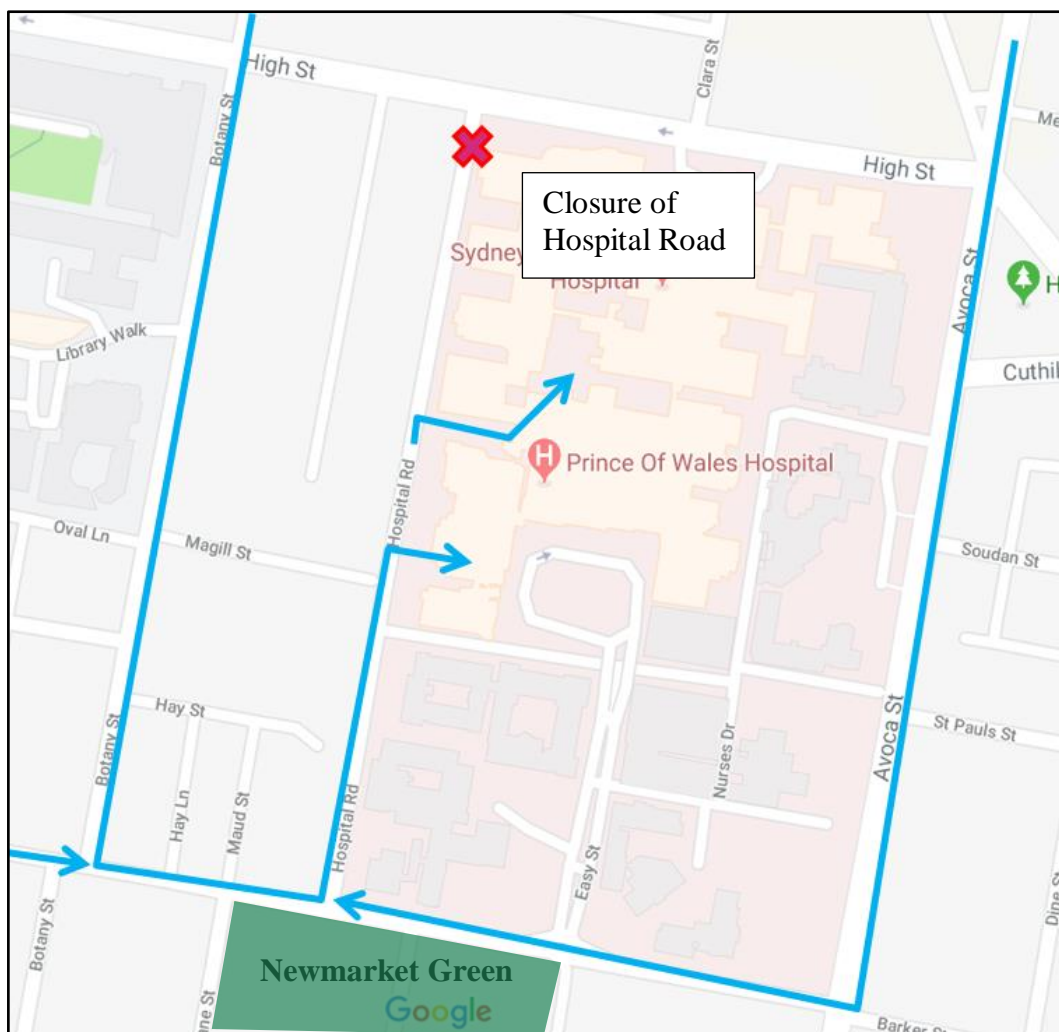 High St
Clara St
Botany St
High St
Closure of
Hospital Road
Sydney
Hospital
Avoca St
H
Library Walk
Cuthil
H
Prince Of Wales Hospital
Hospital Rd
Oval Ln
Magill St
Soudan St
Hay St
Botany St
Avoca St
St Pauls St
Nurses Dr
Hay Ln
Maud St
Hospital Rd
Easy St
Dine St
Botany St
Newmarket Green
Google
Barker St